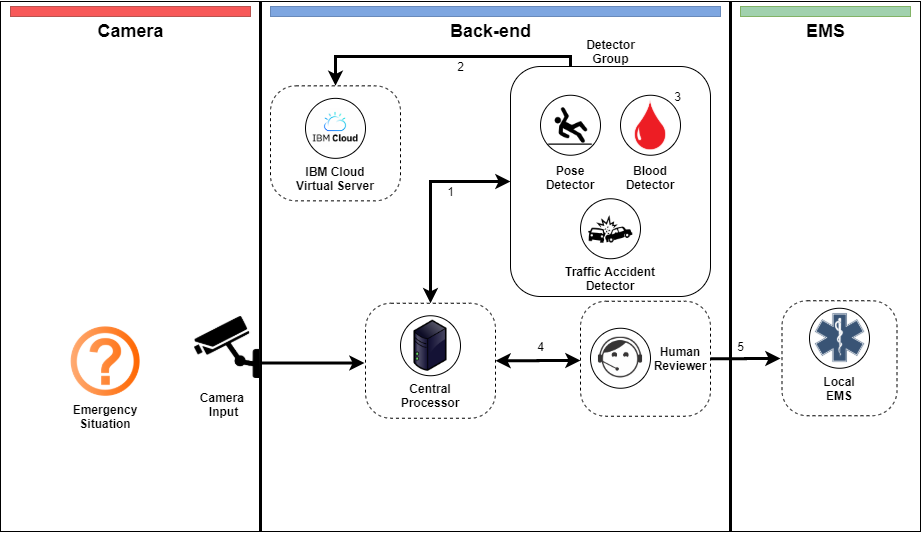 Camera
Back-end
EMS
Detector
Group
2
IBM Cloud
IBM Cloud
Virtual Server
3
Pose
Detector
Blood
Detector
1
Traffic Accident
Detector
Emergency
Situation
Camera
Input
Central
Processor
4
Human
Reviewer
5
Local
EMS